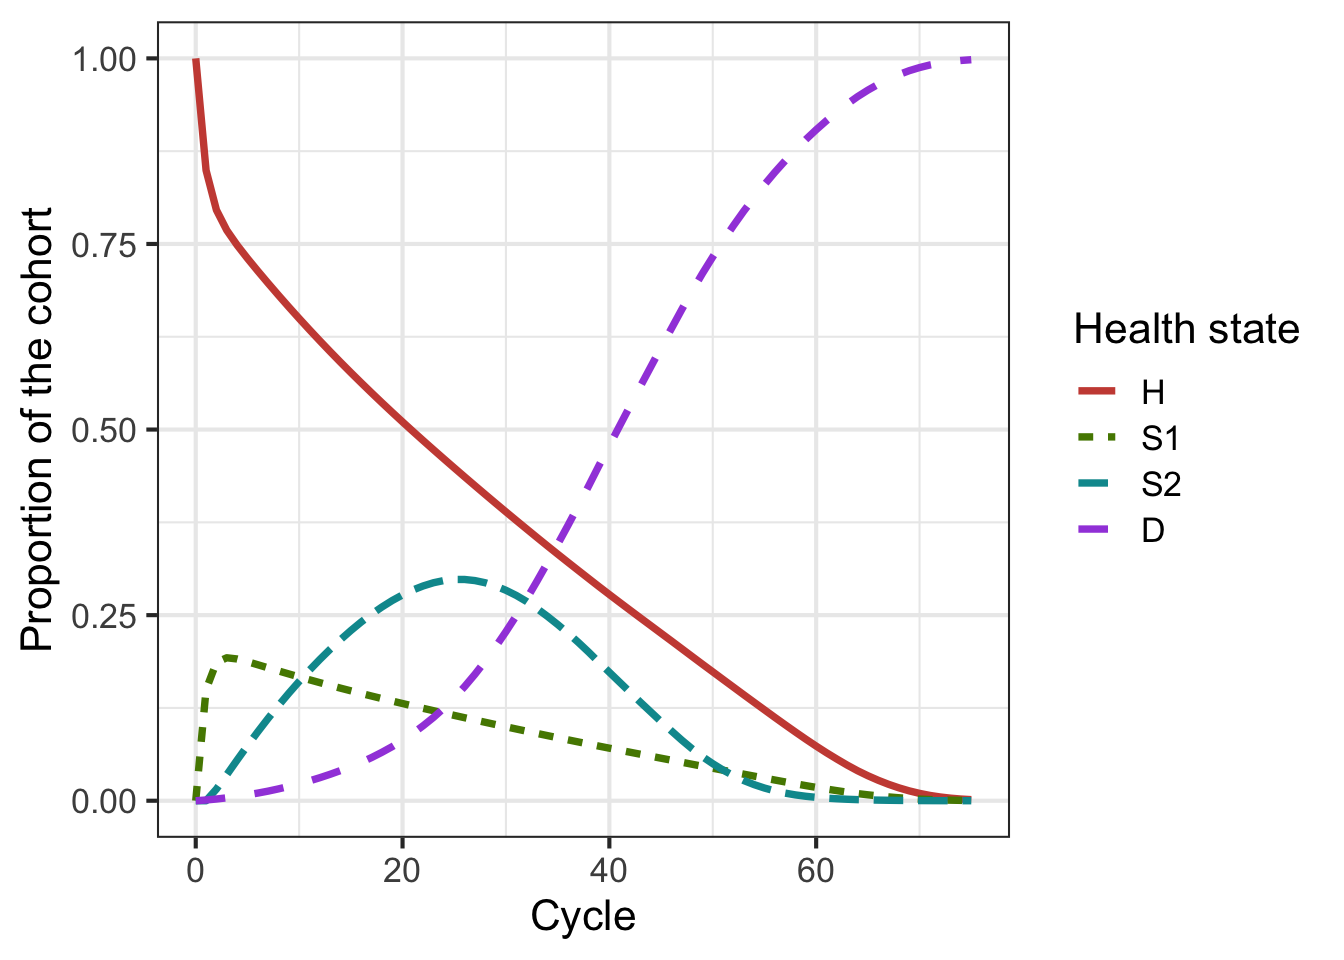 Proportion of the cohort
1.00
0.75
0.50
0.25
0.00
0 20 40 60
Cycle
Health state
H
S1
S2
D